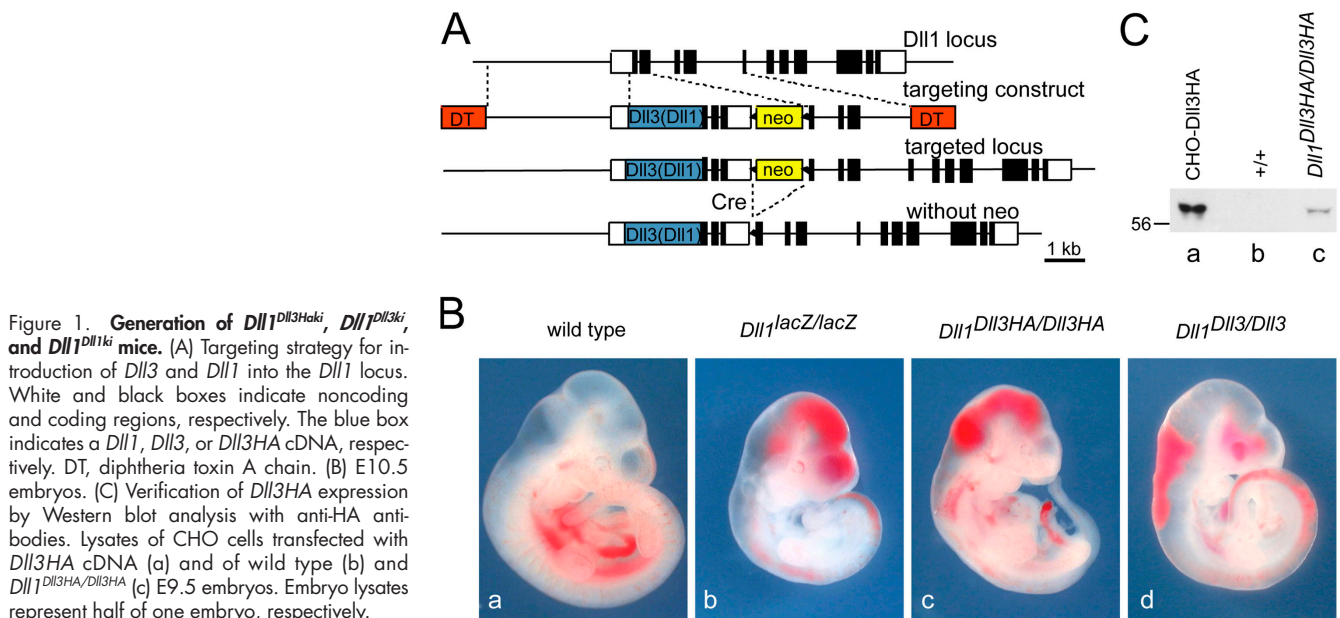 A
Dll1 locus
targeting construct
DT
Dll3(Dll1)
neo
DT
targeted locus
Dll3(Dll1)
neo
Cre
without neo
Dll3(Dll1)
1 kb
C
CHO-Dll3HA
+/+
Dll1Dll3HA/Dll3HA
56
a
b
c
Figure 1. Generation of Dll1Dll3Haki, Dll1Dll3ki,
and Dll1Dll1ki mice. (A) Targeting strategy for in-
troduction of Dll3 and Dll1 into the Dll1 locus.
White and black boxes indicate noncoding
and coding regions, respectively. The blue box
indicates a Dll1, Dll3, or Dll3HA cDNA, respec-
tively. DT, diphtheria toxin A chain. (B) E10.5
embryos. (C) Verification of Dll3HA expression
by Western blot analysis with anti-HA anti-
bodies. Lysates of CHO cells transfected with
Dll3HA cDNA (a) and of wild type (b) and
Dll1Dll3HA/Dll3HA (c) E9.5 embryos. Embryo lysates
represent half of one embryo, respectively.
B
wild type
Dll1lacZ/lacZ
Dll1Dll3HA/Dll3HA
Dll1Dll3/Dll3
a
b
c
d